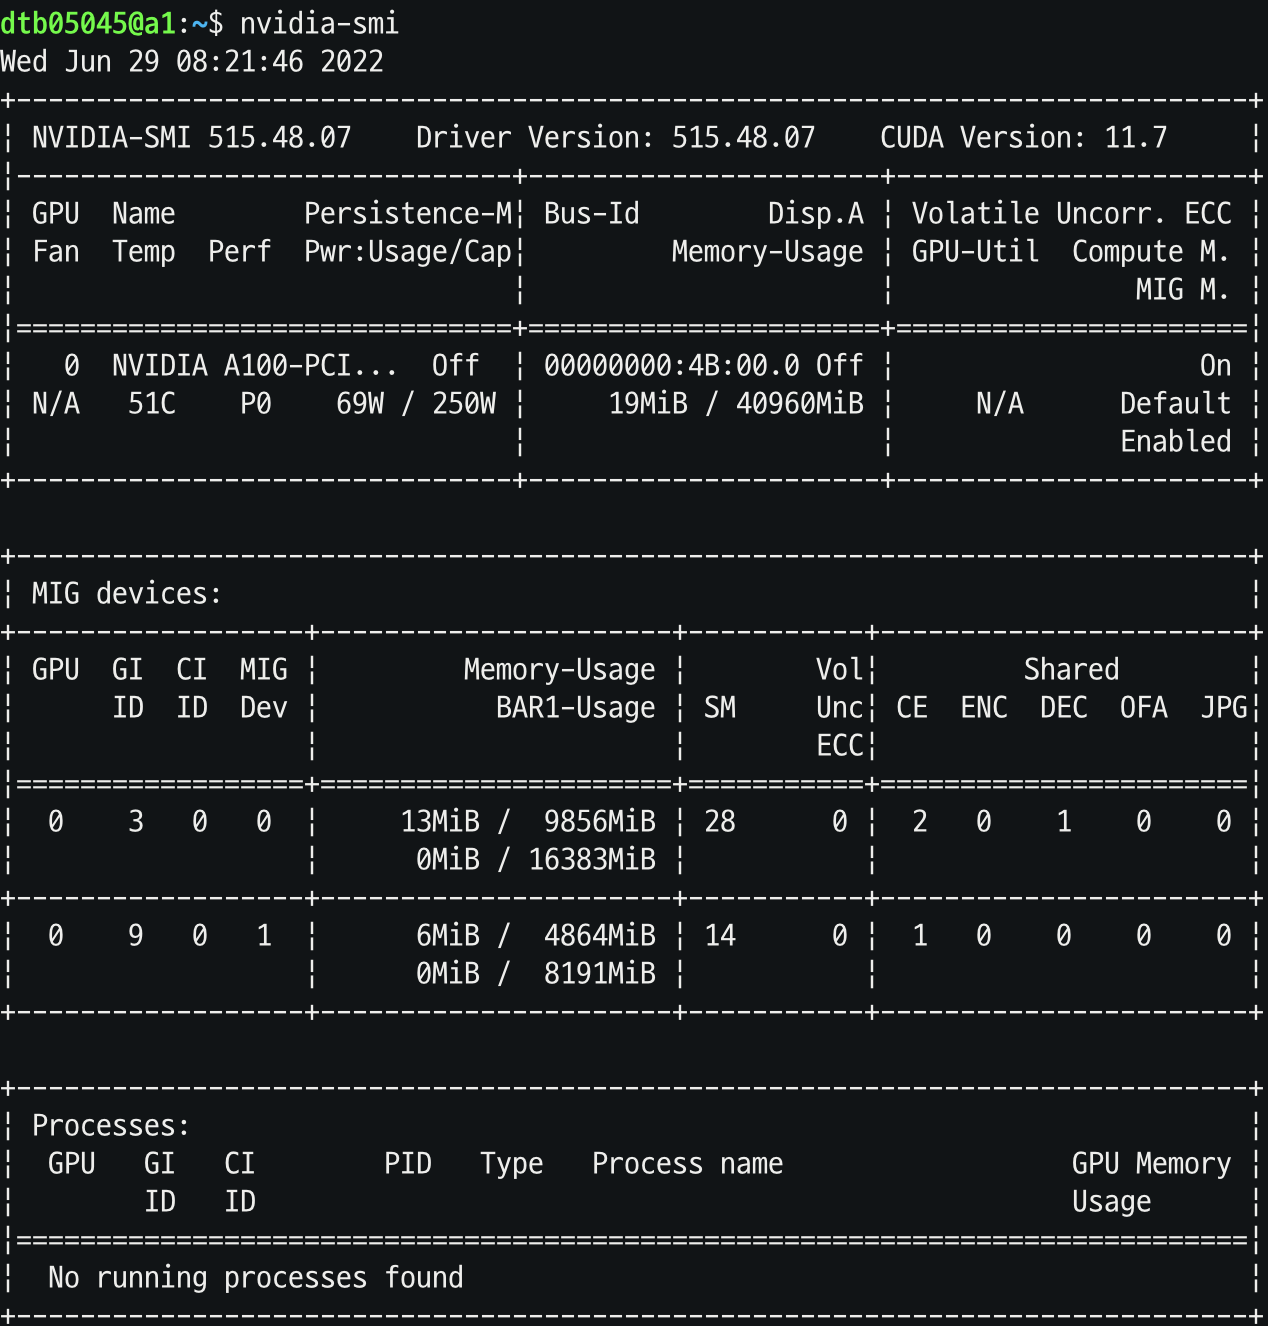 dtb05045@a1:~$ nvidia-smi
Wed Jun 29 08:21:46 2022
+-----------------------------------------------------------------------------+
| NVIDIA-SMI 515.48.07    Driver Version: 515.48.07    CUDA Version: 11.7     |
|-------------------------------+----------------------+----------------------+
| GPU  Name        Persistence-M| Bus-Id        Disp.A | Volatile Uncorr. ECC |
| Fan  Temp  Perf  Pwr:Usage/Cap|         Memory-Usage | GPU-Util  Compute M. |
|                               |                      |               MIG M. |
|===============================+======================+======================|
|   0  NVIDIA A100-PCI...  Off  | 00000000:4B:00.0 Off |                   On |
| N/A   51C    P0    69W / 250W |     19MiB / 40960MiB |     N/A      Default |
|                               |                      |              Enabled |
+-------------------------------+----------------------+----------------------+

+-----------------------------------------------------------------------------+
| MIG devices:                                                                |
+------------------+----------------------+-----------+-----------------------+
| GPU  GI  CI  MIG |         Memory-Usage |        Vol|         Shared        |
|      ID  ID  Dev |           BAR1-Usage | SM     Unc| CE  ENC  DEC  OFA  JPG|
|                  |                      |        ECC|                       |
|==================+======================+===========+=======================|
|  0    3   0   0  |     13MiB /  9856MiB | 28      0 |  2   0    1    0    0 |
|                  |      0MiB / 16383MiB |           |                       |
+------------------+----------------------+-----------+-----------------------+
|  0    9   0   1  |      6MiB /  4864MiB | 14      0 |  1   0    0    0    0 |
|                  |      0MiB /  8191MiB |           |                       |
+------------------+----------------------+-----------+-----------------------+

+-----------------------------------------------------------------------------+
| Processes:                                                                  |
|  GPU   GI   CI        PID   Type   Process name                  GPU Memory |
|        ID   ID                                                   Usage      |
|=============================================================================|
|  No running processes found                                                 |
+-----------------------------------------------------------------------------+